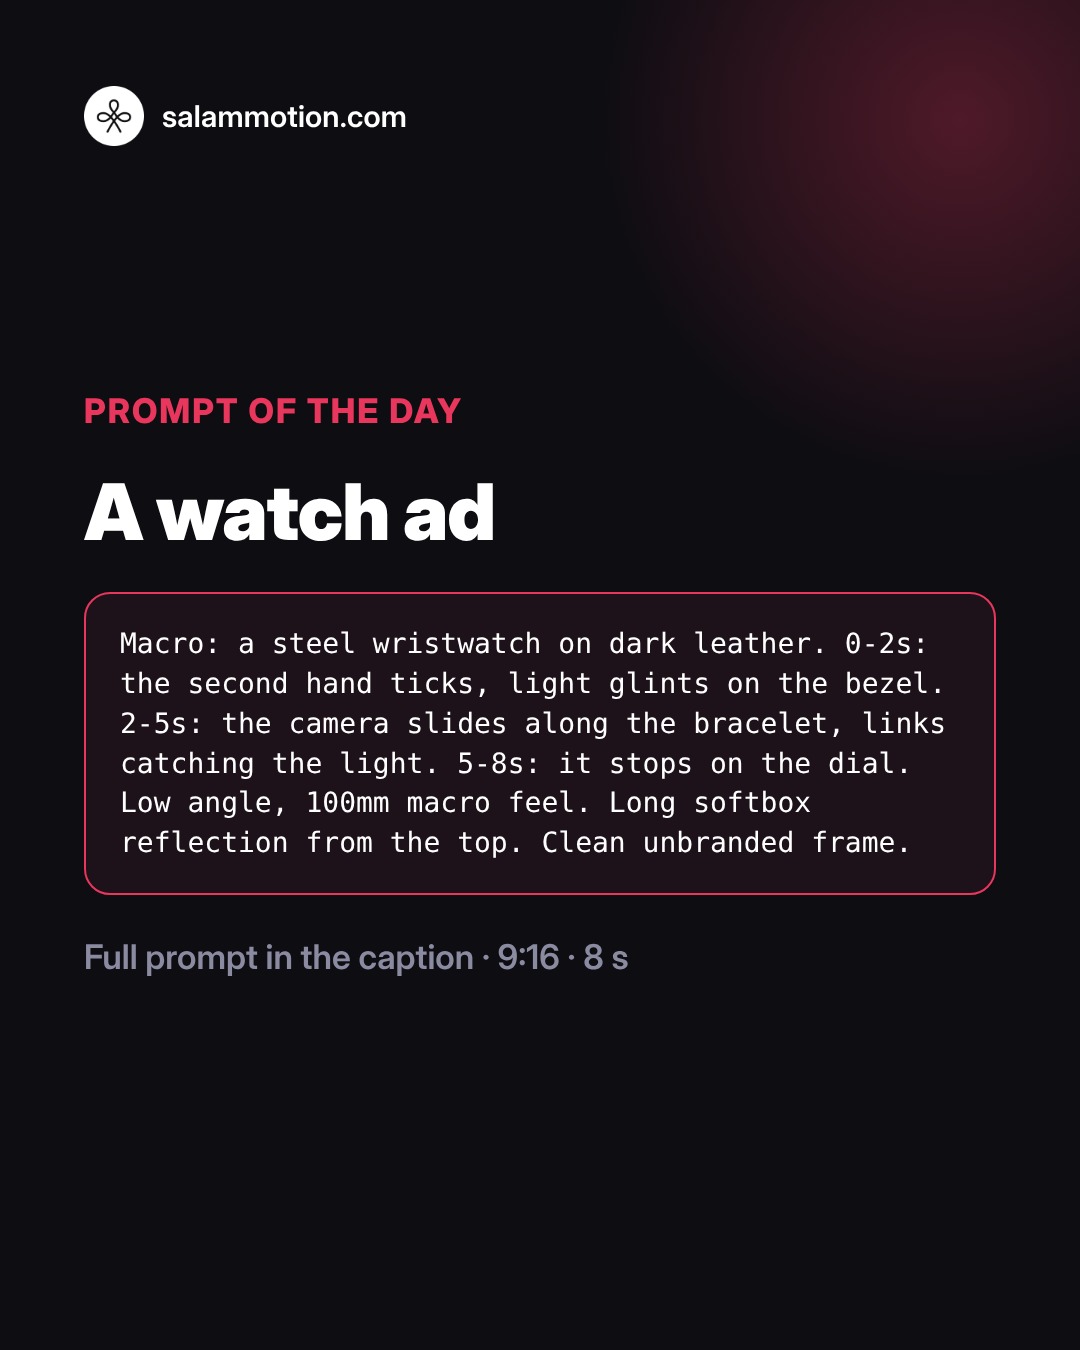 salammotion.com
PROMPT OF THE DAY
A watch ad
Macro: a steel wristwatch on dark leather. 0-2s:
the second hand ticks, light glints on the bezel.
2-5s: the camera slides along the bracelet, links
catching the light. 5-8s: it stops on the dial.
Low angle, 100mm macro feel. Long softbox
reflection from the top. Clean unbranded frame.
Full prompt in the caption · 9:16 · 8 s